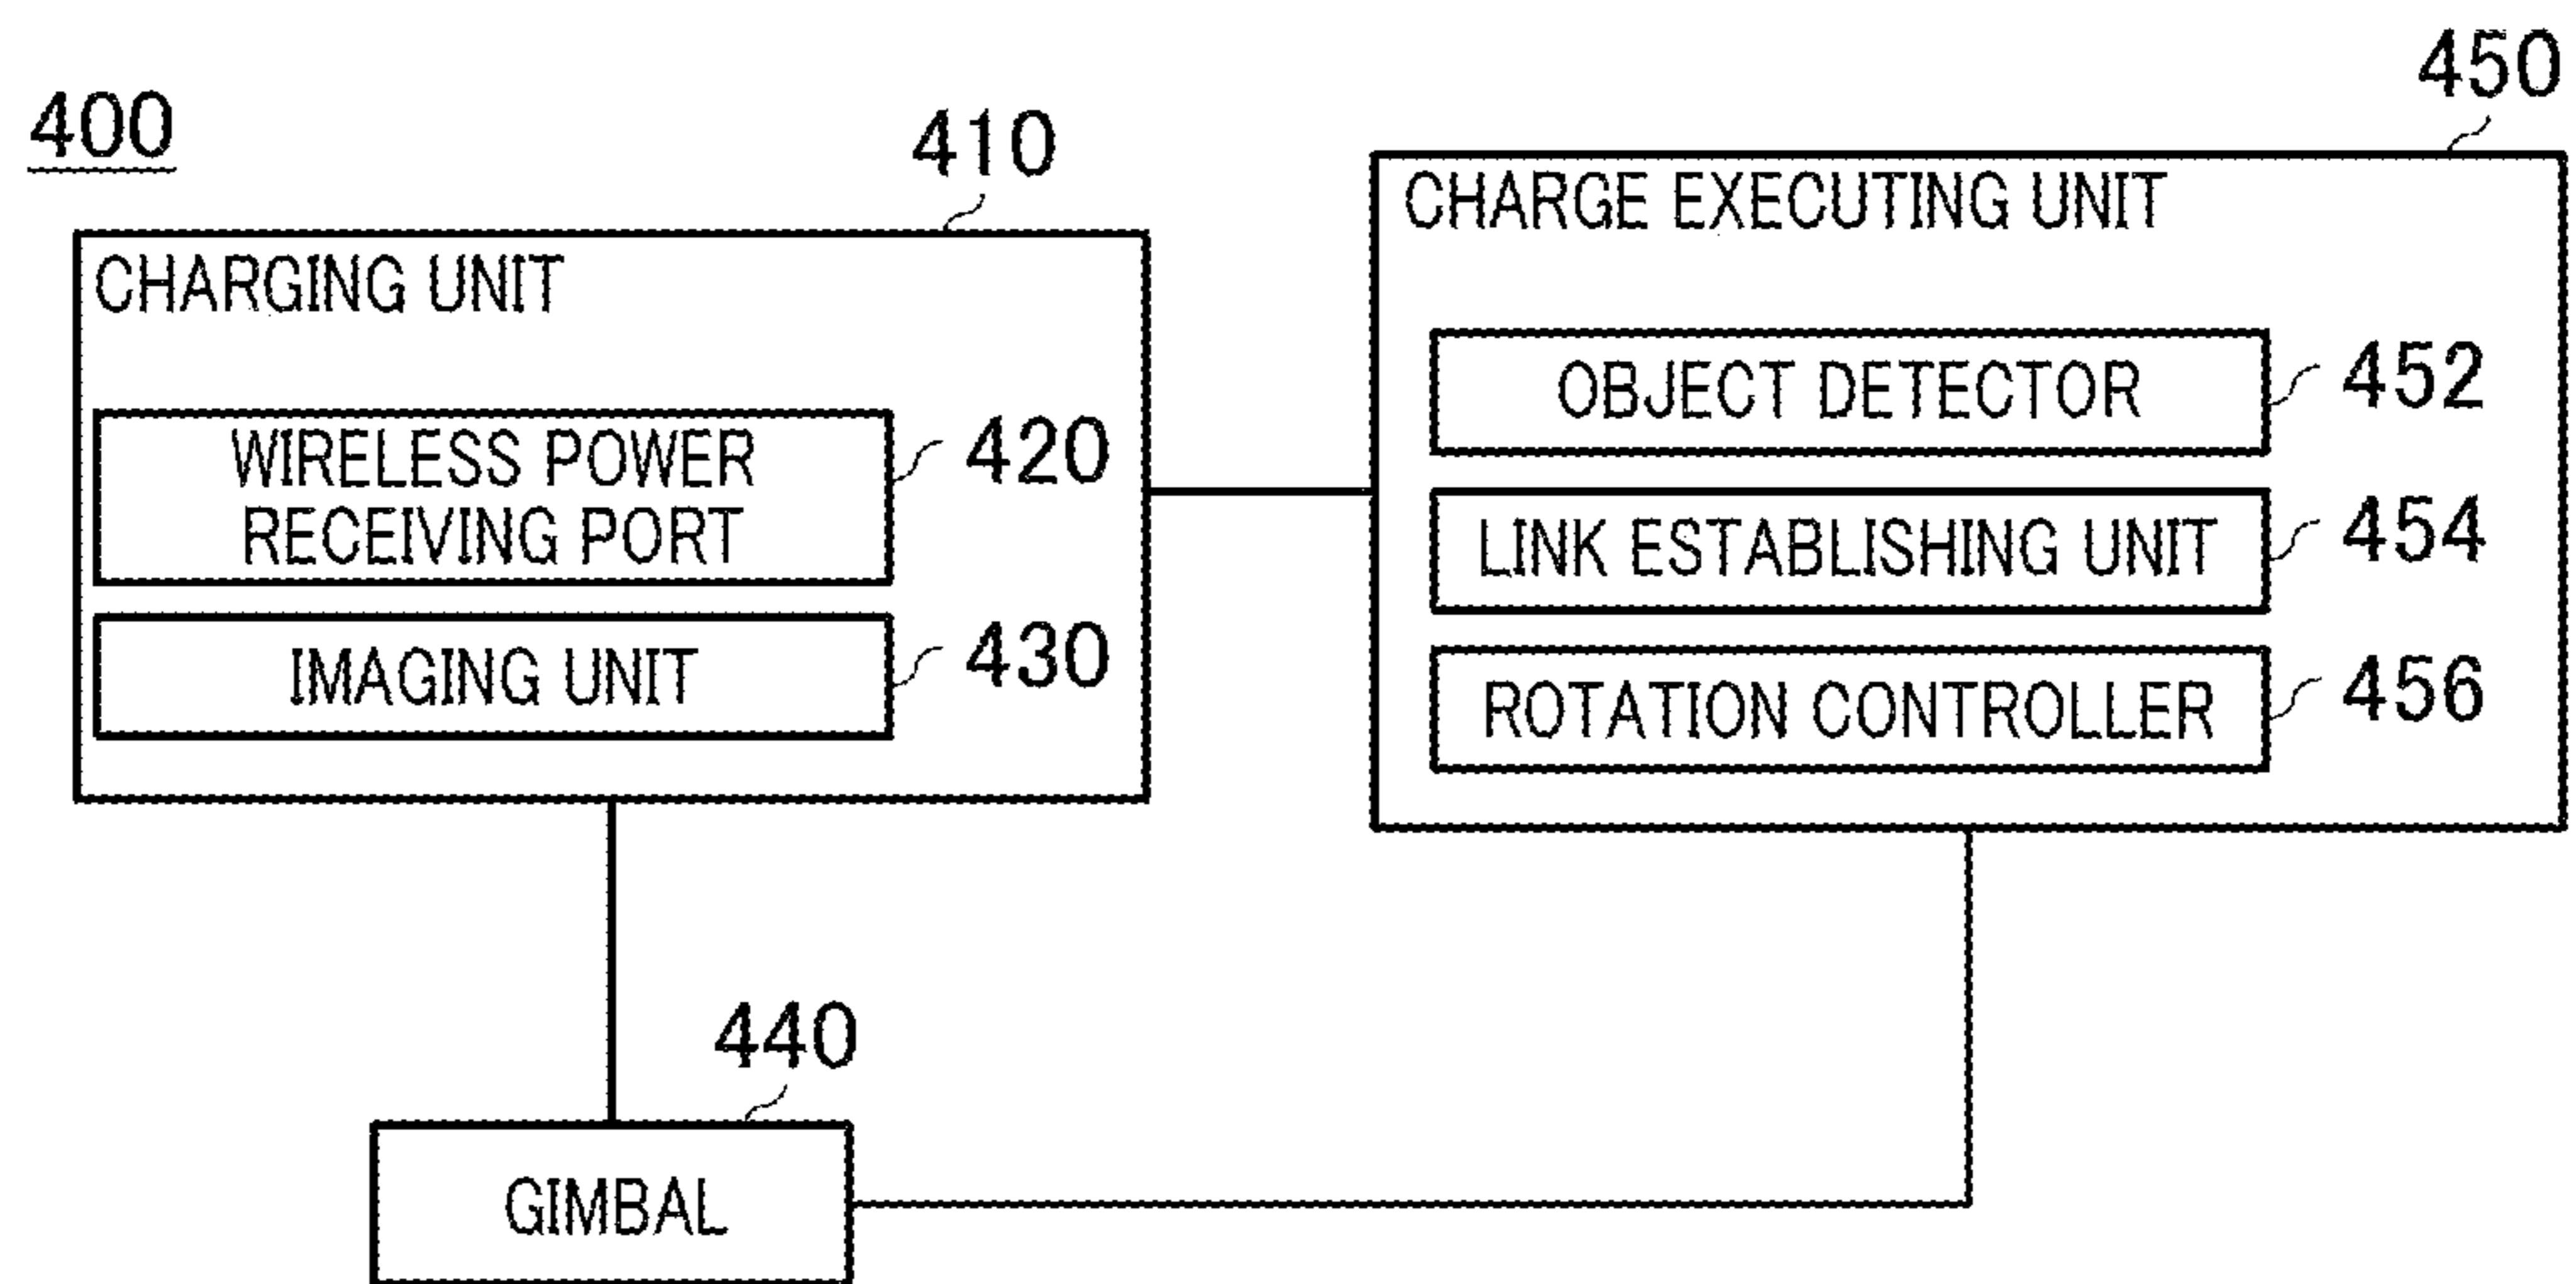 400
410
450
CHARGING UNIT
WIRELESS POWER
RECEIVING PORT
420
IMAGING UNIT
430
CHARGE EXECUTING UNIT
OBJECT DETECTOR
452
LINK ESTABLISHING UNIT
454
ROTATION CONTROLLER
456
440
GIMBAL